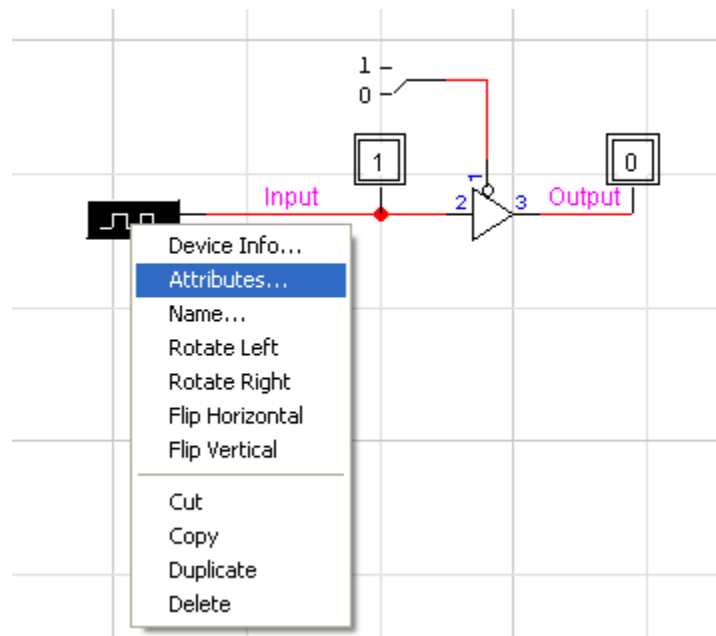 1
0
1
0
Input
2
1
3
Output
Device Info...
Attributes...
Name...
Rotate Left
Rotate Right
Flip Horizontal
Flip Vertical
Cut
Copy
Duplicate
Delete